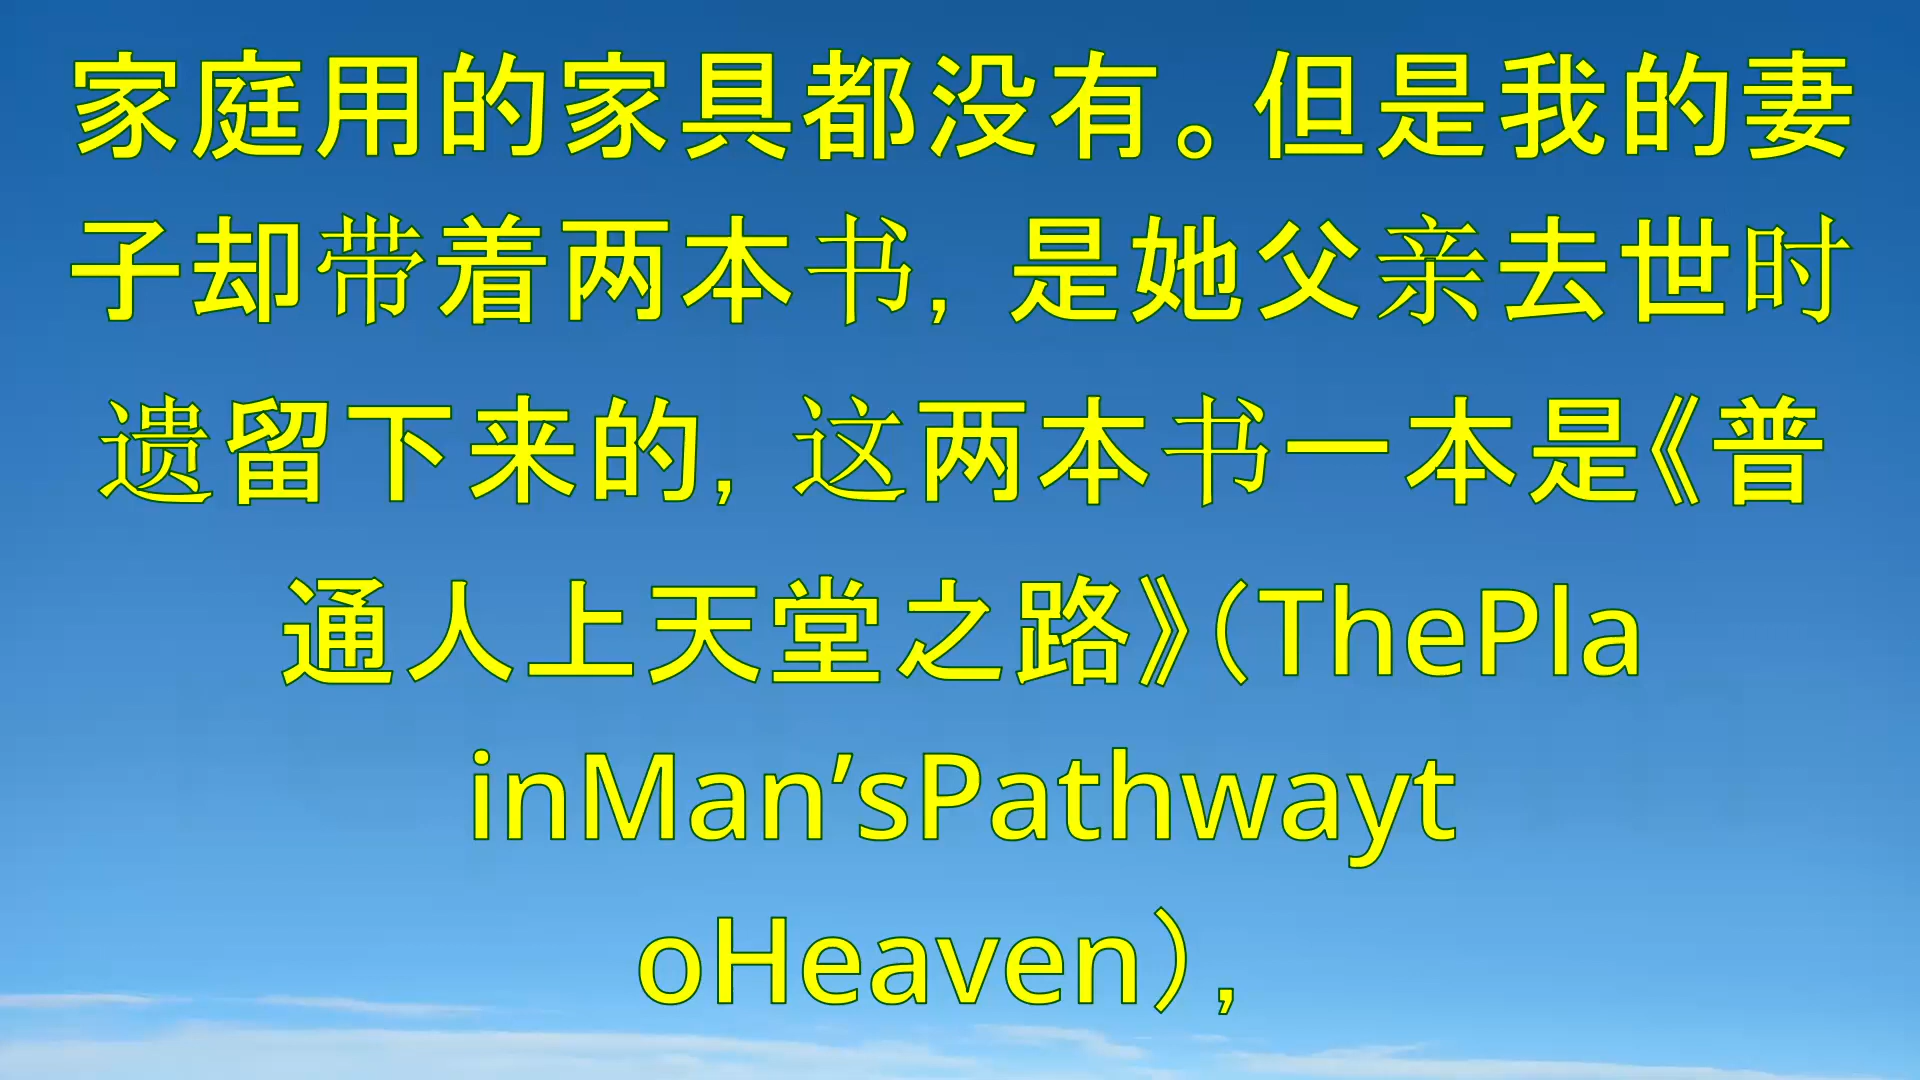 家庭用的家具都没有。但是我的妻
子却带着两本书，是她父亲去世时
遗留下来的，这两本书一本是《普
通人上天堂之路》（ThePla
inMan’sPathwayt
oHeaven），